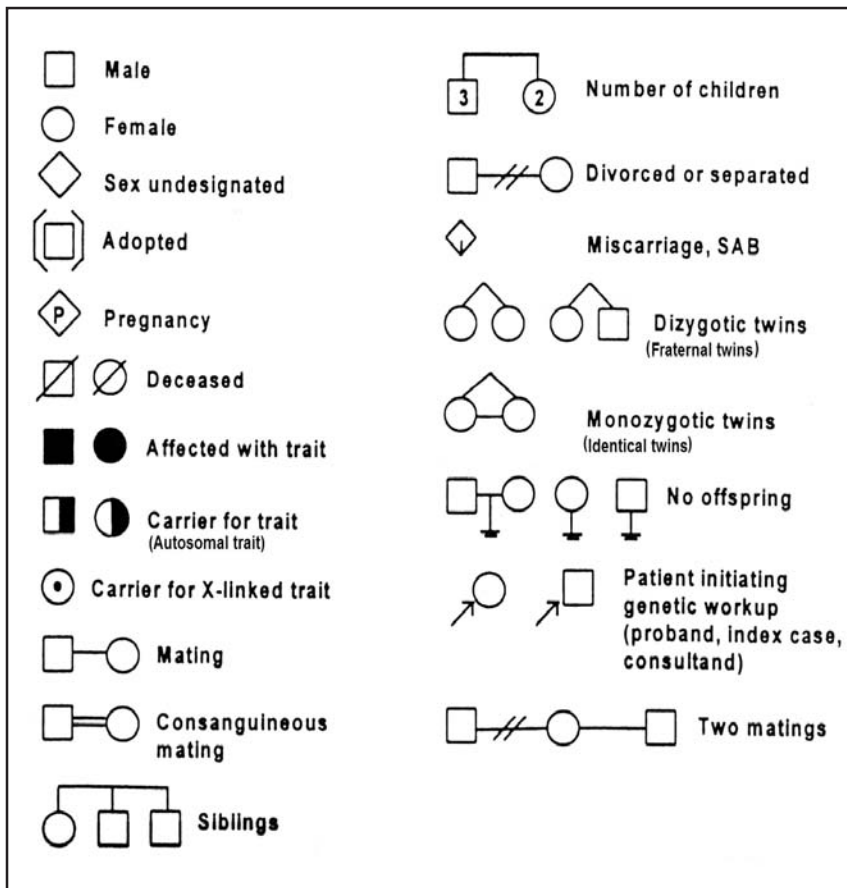 Male
Female
Sex undesignated
Adopted
P
Pregnancy
Deceased
Affected with trait
Carrier for trait
(Autosomal trait)
Carrier for X-linked trait
Mating
Consanguineous
mating
Siblings
3 2
Number of children
Divorced or separated
Miscarriage, SAB
Dizygotic twins
(Fraternal twins)
Monozygotic twins
(Identical twins)
No offspring
Patient initiating
genetic workup
(proband, index case,
consultand)
Two matings